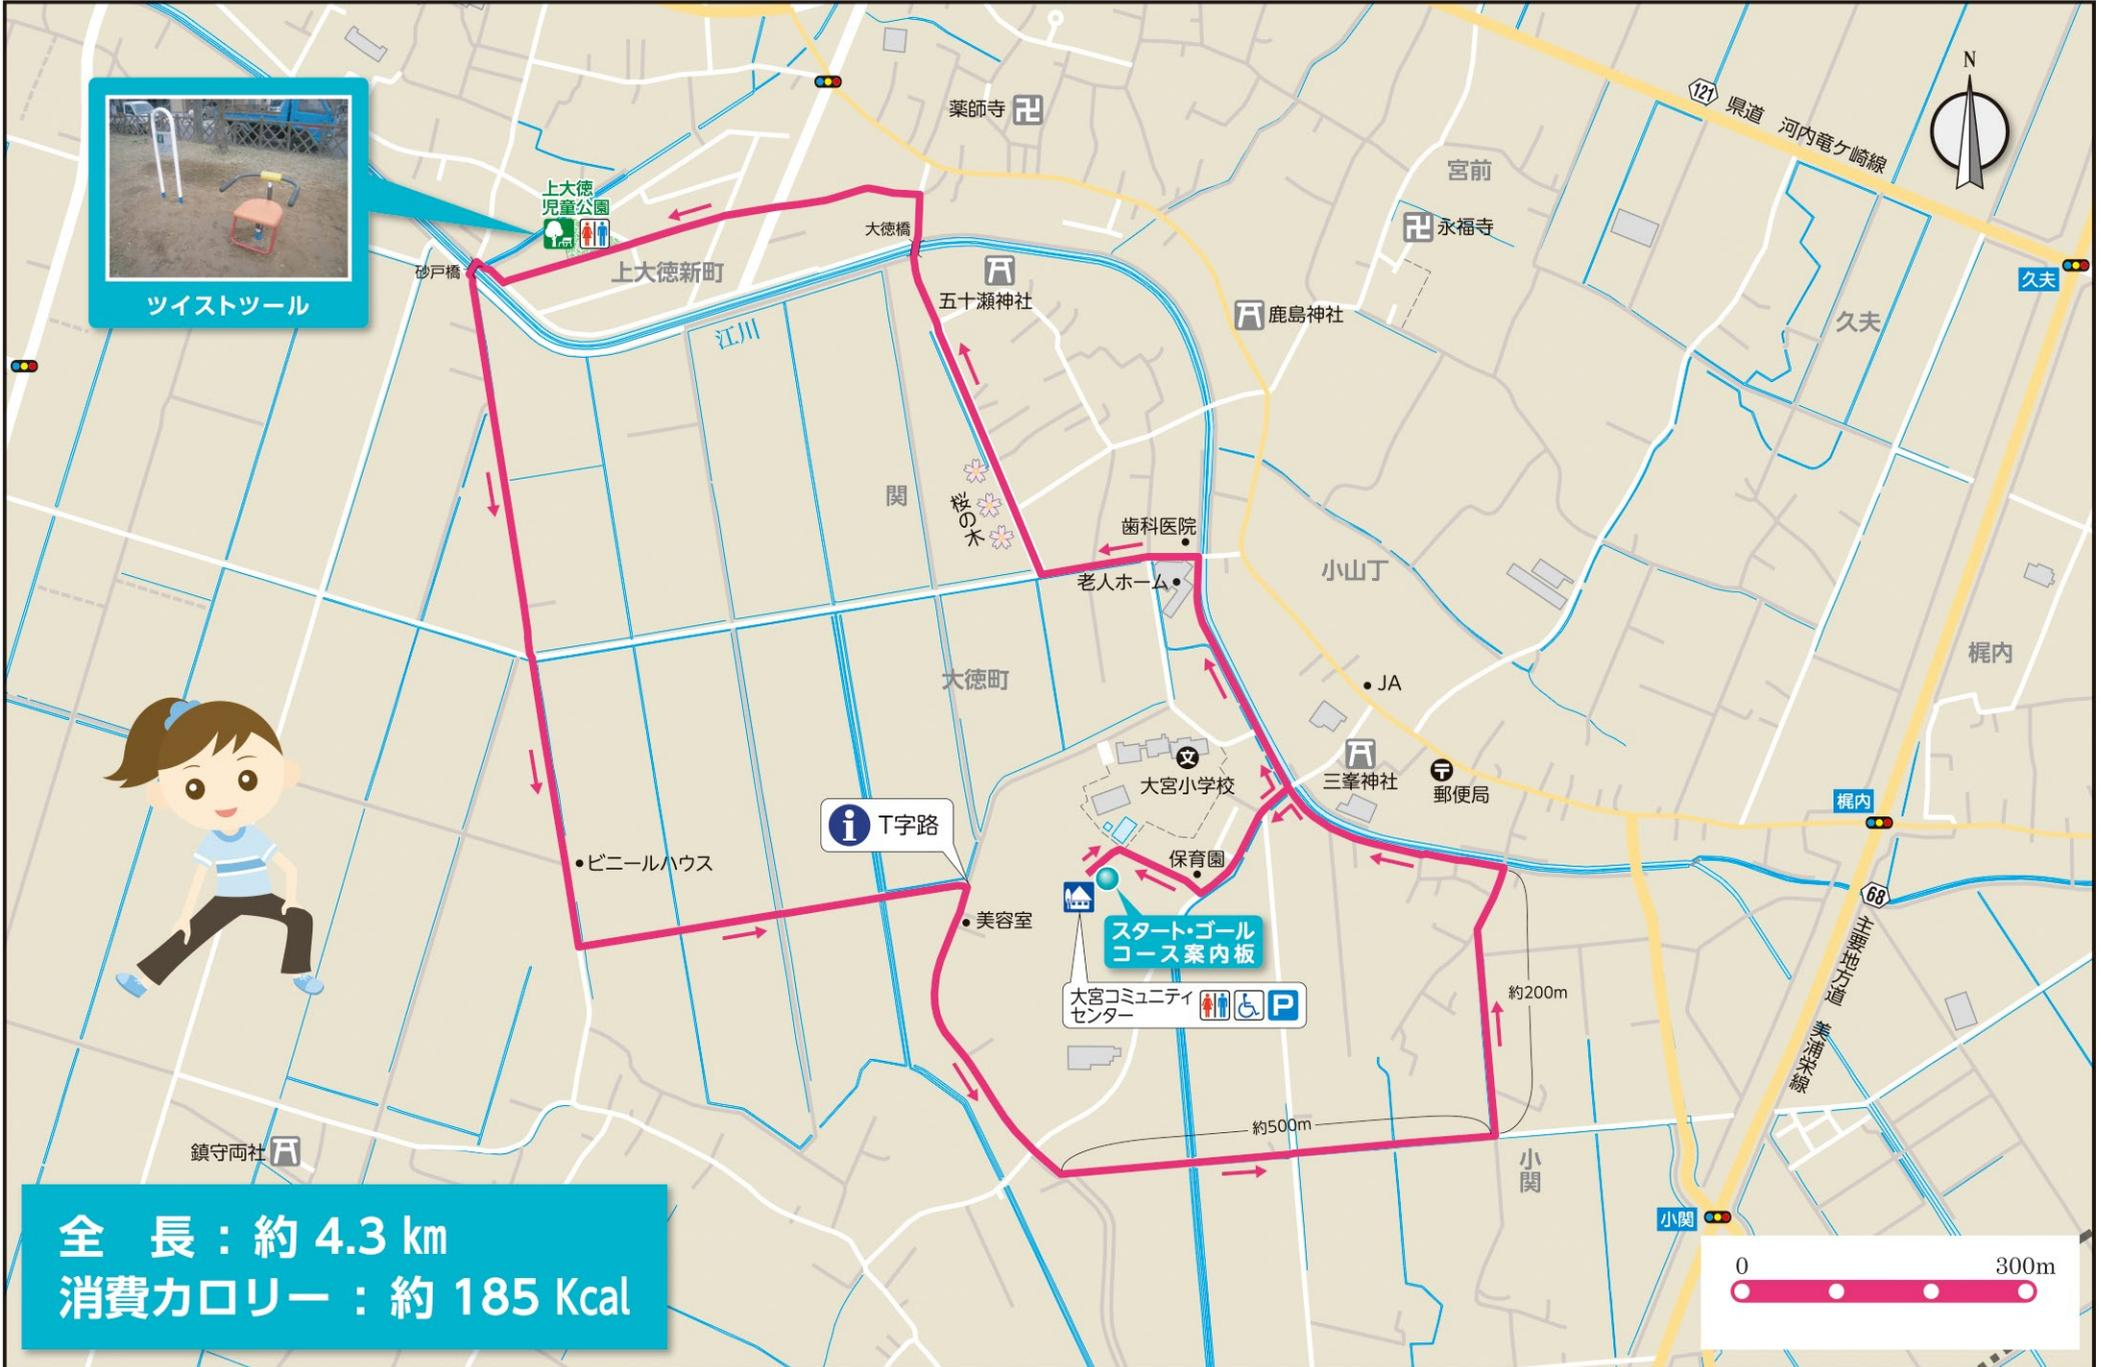 N
121
県道 河内竜ケ崎線
薬師寺
宮前
永福寺
上大徳
児童公園
大徳橋
砂戸橋
上大徳新町
五十瀬神社
鹿島神社
久夫
久夫
ツイストツール
江川
関
桜の木
歯科医院
老人ホーム
小山丁
梶内
大徳町
JA
文
大宮小学校
三峯神社
郵便局
梶内
i T字路
ビニールハウス
保育園
68
主要地方道 美浦栄線
美容室
スタート・ゴール
コース案内板
大宮コミュニティ
センター
P
約200m
約500m
小関
鎮守両社
小関
全 長:約 4.3 ㎞
消費カロリー:約 185 Kcal
0 300m